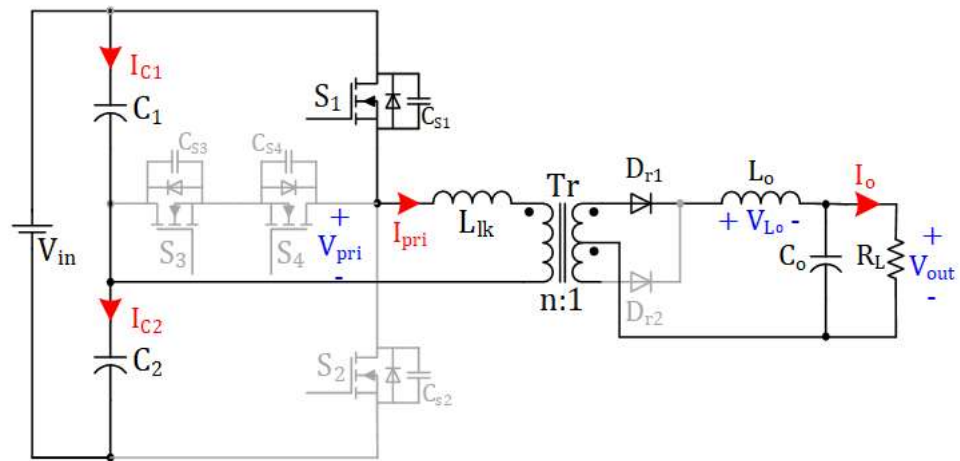 I_C1
C_1
S_1
C_S1
C_S3
C_S4
S_3
S_4
V_in
+
V_pri
-
I_pri
L_lk
Tr
n:1
D_r1
D_r2
L_o
+ V_Lo -
I_o
C_o
R_L
+
V_out
-
I_C2
C_2
S_2
C_s2